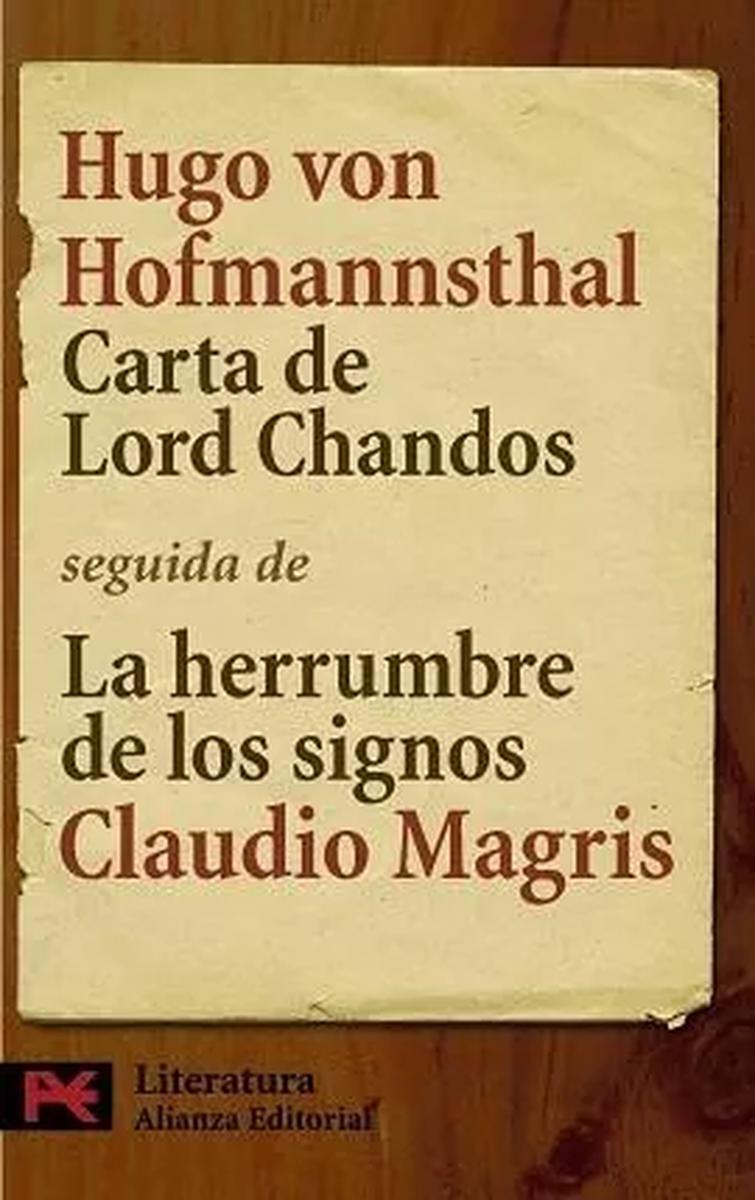 Hugo von
Hofmannsthal
Carta de
Lord Chandos
seguida de
La herrumbre
de los signos
Claudio Magris
Literatura
Alianza Editorial